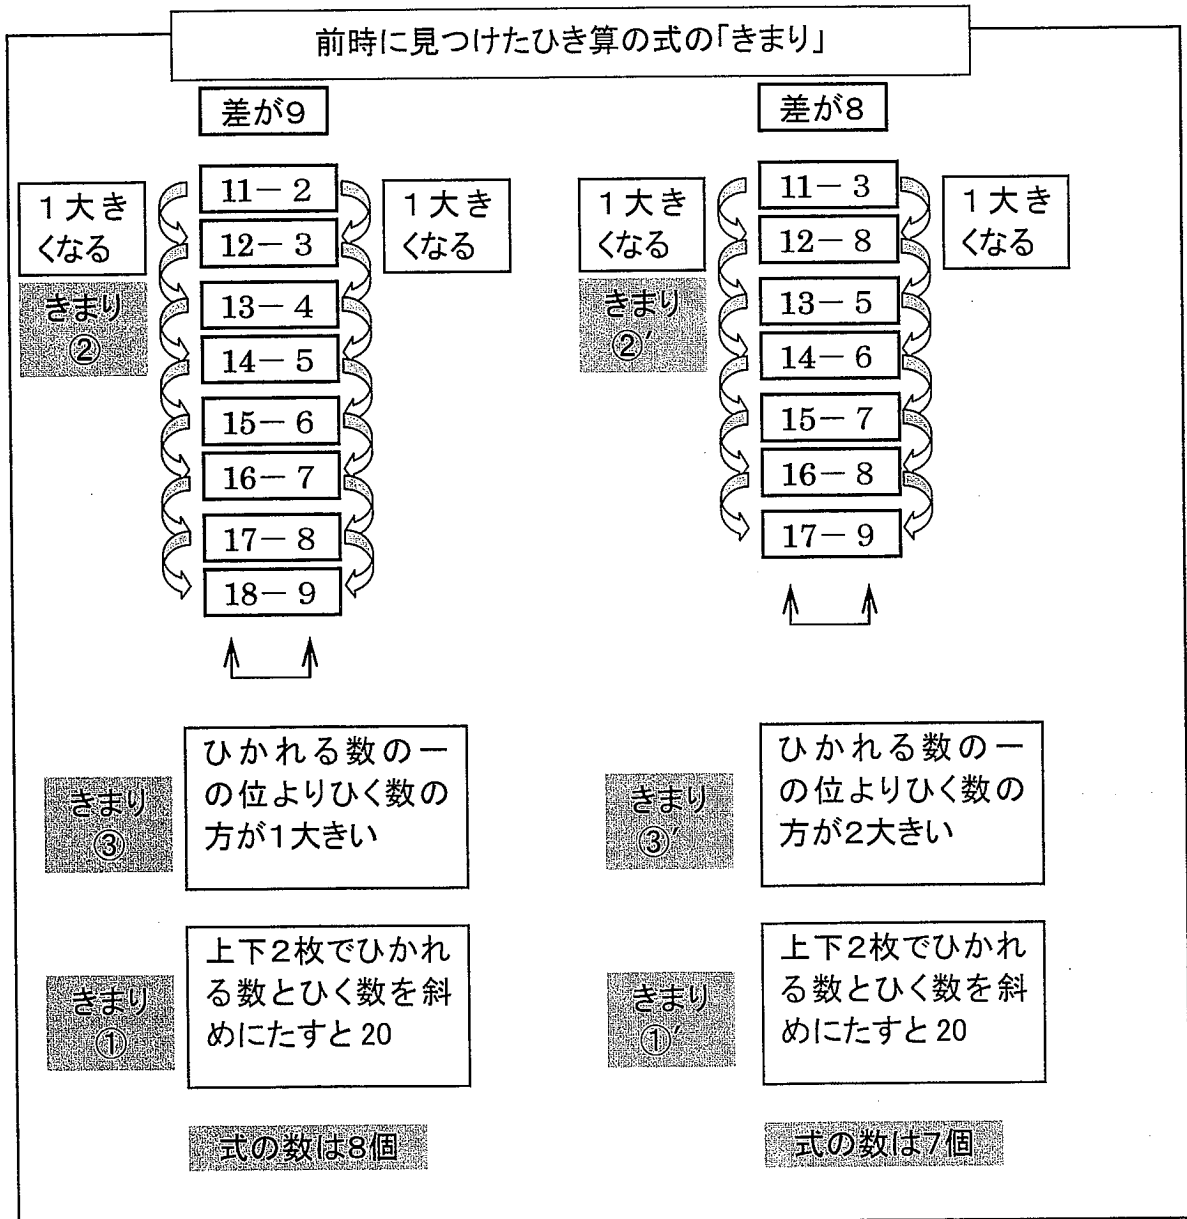 前時に見つけたひき算の式の「きまり」
差が9
1大き
くなる
きまり
②
11－2
12－3
13－4
14－5
15－6
16－7
17－8
18－9
1大き
くなる
きまり
③
ひかれる数の一
の位よりひく数の
方が1大きい
きまり
①
上下2枚でひかれ
る数とひく数を斜
めにたすと20
式の数は8個
差が8
1大き
くなる
きまり
②′
11－3
12－8
13－5
14－6
15－7
16－8
17－9
1大き
くなる
きまり
③′
ひかれる数の一
の位よりひく数の
方が2大きい
きまり
①′
上下2枚でひかれ
る数とひく数を斜
めにたすと20
式の数は7個